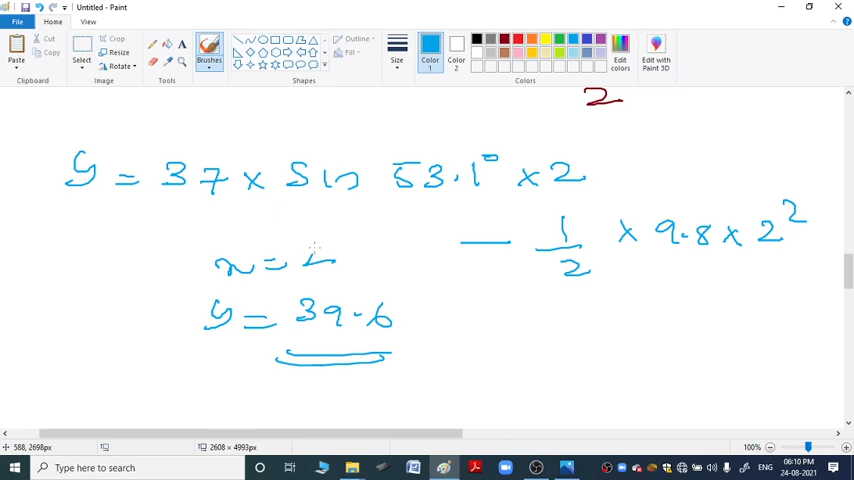 Untitled - Paint
File Home View
Paste Cut Copy Clipboard
Select Crop Resize Rotate Image
Tools
Brushes
Shapes Outline Fill
Size
Color 1 Color 2 Colors
Edit colors
Edit with Paint 3D
2
y = 37 x Sin 53.1° x 2
— 1/2 x 9.8 x 2²
y = 39.6
588, 2698px
2608 × 4993px
100%
Type here to search
ENG
06:10 PM
24-08-2021